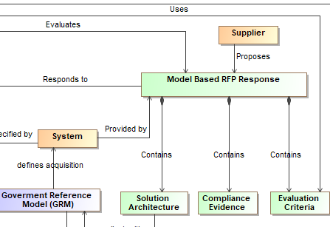 Uses
Evaluates
Supplier
Proposes
Responds to
Model Based RFP Response
System
Provided by
defines acquisition
Contains
Contains
Contains
Goverment Reference
Model (GRM)
Solution
Architecture
Compliance
Evidence
Evaluation
Criteria